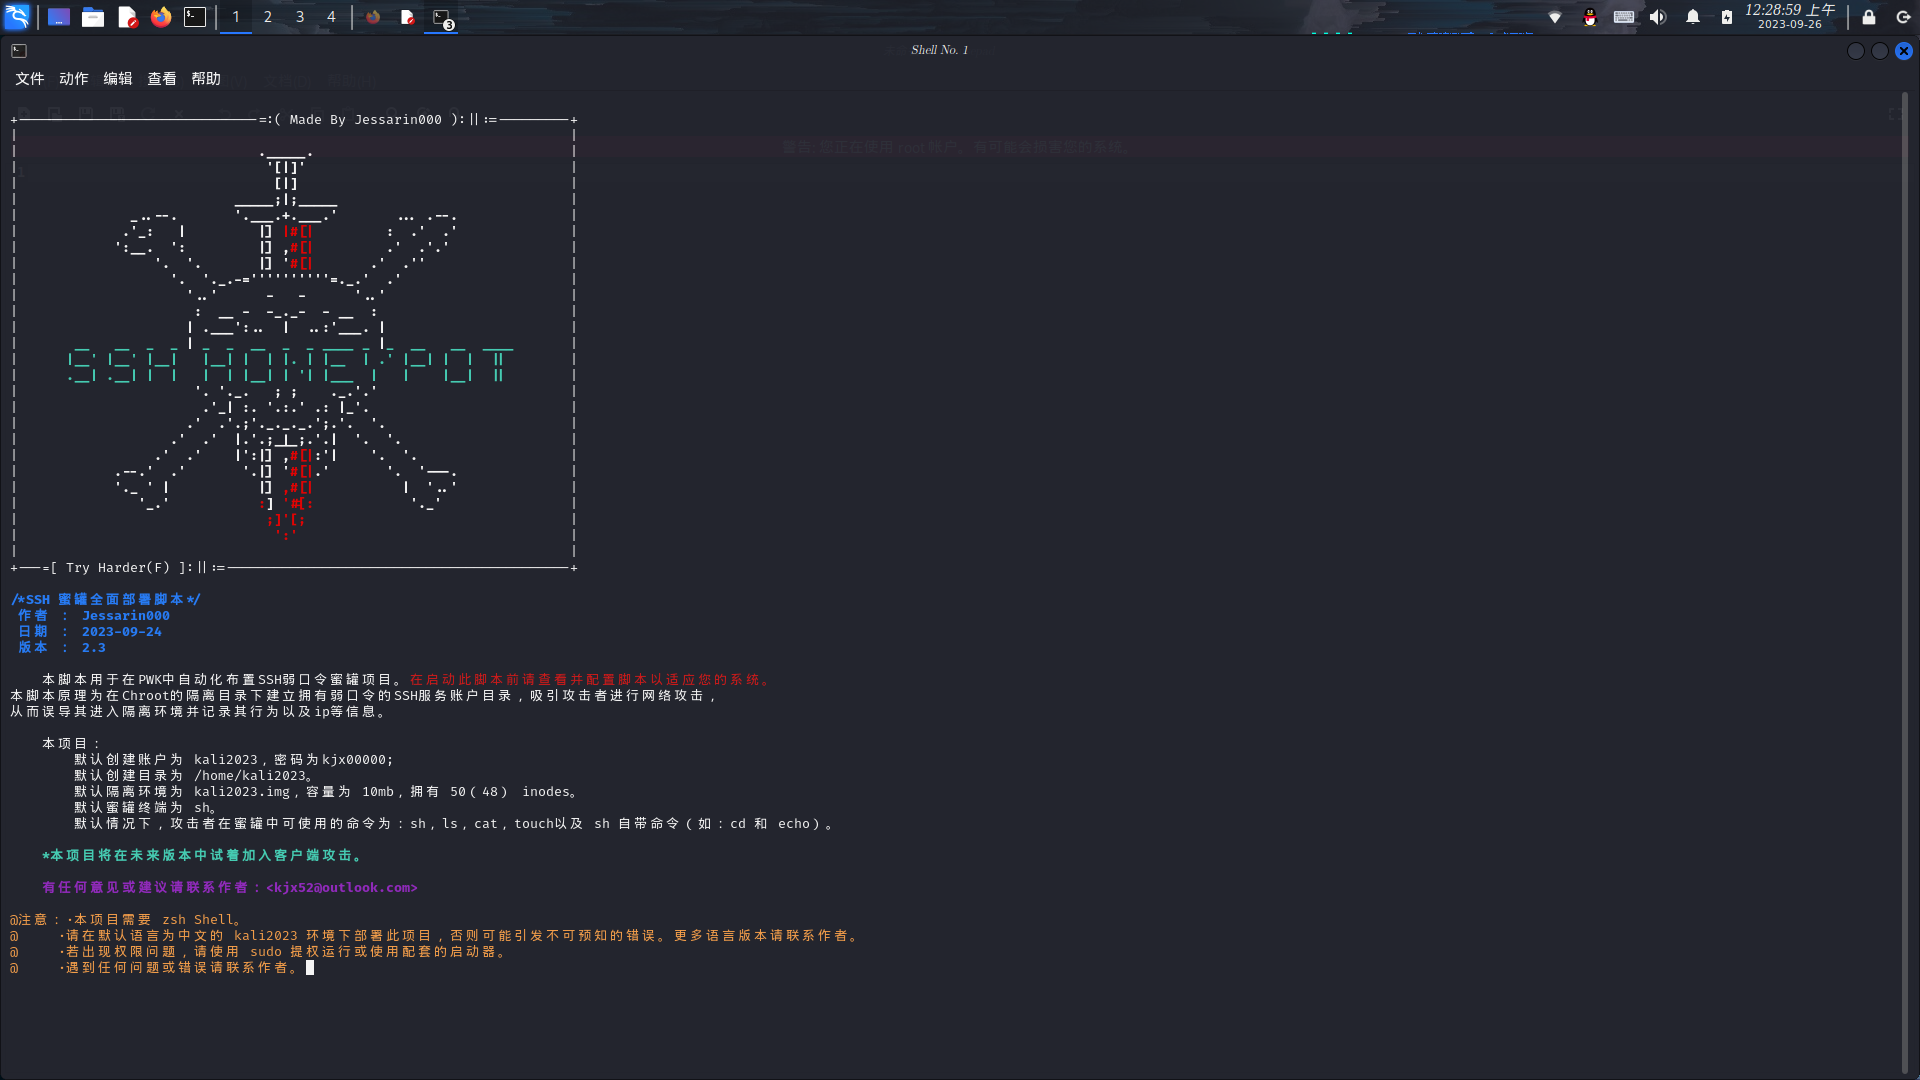 1 2 3 4
3
12:28:59 上午
2023-09-26
Shell No. 1
文件 动作 编辑 查看 帮助
=:( Made By Jessarin000 ):||:=
SSH HONEYPOT
=[ Try Harder(F) ]:||:=
/*SSH 蜜罐全面部署脚本*/
作者 : Jessarin000
日期 : 2023-09-24
版本 : 2.3
本脚本用于在PWK中自动化布置SSH弱口令蜜罐项目。在启动此脚本前请查看并配置脚本以适应您的系统。
本脚本原理为在Chroot的隔离目录下建立拥有弱口令的SSH服务账户目录，吸引攻击者进行网络攻击，
从而误导其进入隔离环境并记录其行为以及ip等信息。
本项目：
默认创建账户为 kali2023，密码为kjx00000;
默认创建目录为 /home/kali2023。
默认隔离环境为 kali2023.img，容量为 10mb，拥有 50（48） inodes。
默认蜜罐终端为 sh。
默认情况下，攻击者在蜜罐中可使用的命令为：sh，ls，cat，touch以及 sh 自带命令（如：cd 和 echo）。
*本项目将在未来版本中试着加入客户端攻击。
有任何意见或建议请联系作者：<kjx52@outlook.com>
@注意：·本项目需要 zsh Shell。
@ ·请在默认语言为中文的 kali2023 环境下部署此项目，否则可能引发不可预知的错误。更多语言版本请联系作者。
@ ·若出现权限问题，请使用 sudo 提权运行或使用配套的启动器。
@ ·遇到任何问题或错误请联系作者。